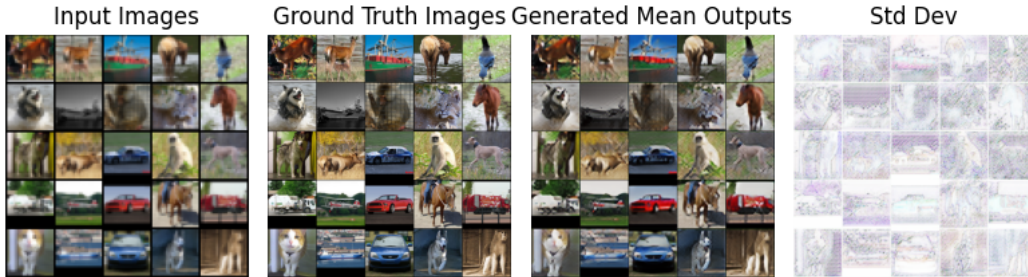 Input Images
Ground Truth Images
Generated Mean Outputs
Std Dev